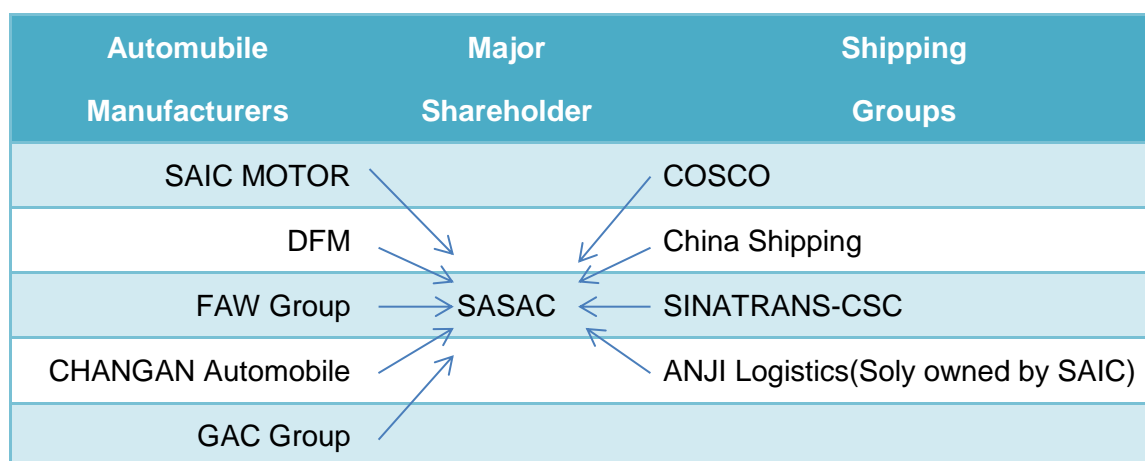 Automubile Major Shipping
Manufacturers Shareholder Groups
SAIC MOTOR COSCO
DFM China Shipping
FAW Group SASAC SINATRANS-CSC
CHANGAN Automobile ANJI Logistics(Soly owned by SAIC)
GAC Group